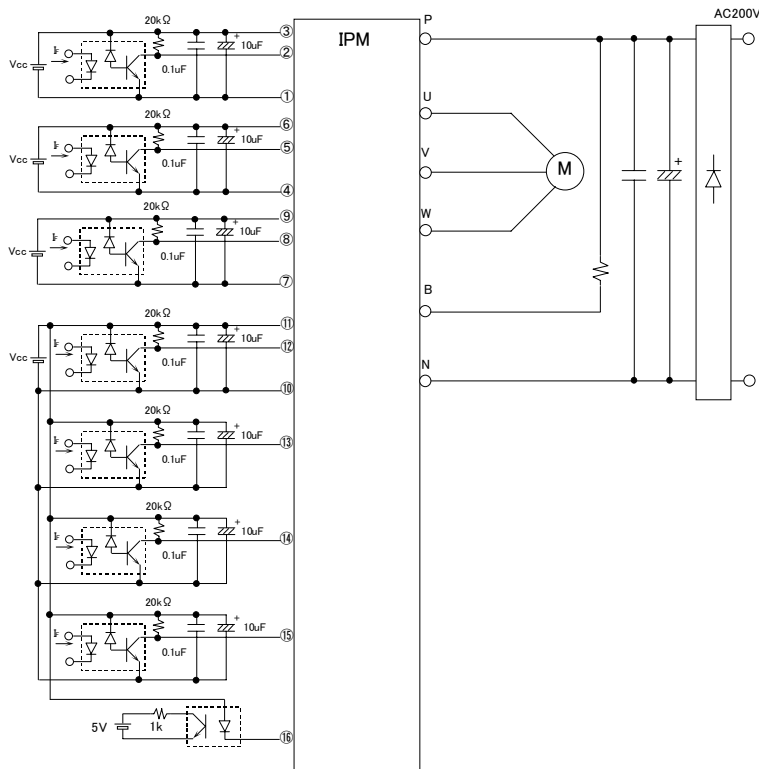 IPM
P
AC200V
U
V
M
W
B
N
20kΩ
③
10uF
+
②
Vcc
IF
0.1uF
①
20kΩ
⑥
10uF
+
⑤
Vcc
IF
0.1uF
④
20kΩ
⑨
10uF
+
⑧
Vcc
IF
0.1uF
⑦
20kΩ
⑪
10uF
+
⑫
Vcc
IF
0.1uF
⑩
20kΩ
+
10uF
⑬
IF
0.1uF
20kΩ
+
10uF
⑭
IF
0.1uF
20kΩ
+
10uF
⑮
IF
0.1uF
5V
1k
⑯
+